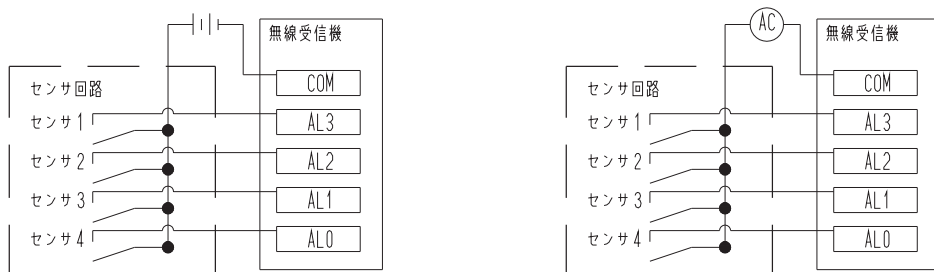 無線受信機
COM
センサ回路
センサ1
AL3
センサ2
AL2
センサ3
AL1
センサ4
AL0
AC
無線受信機
COM
センサ回路
センサ1
AL3
センサ2
AL2
センサ3
AL1
センサ4
AL0